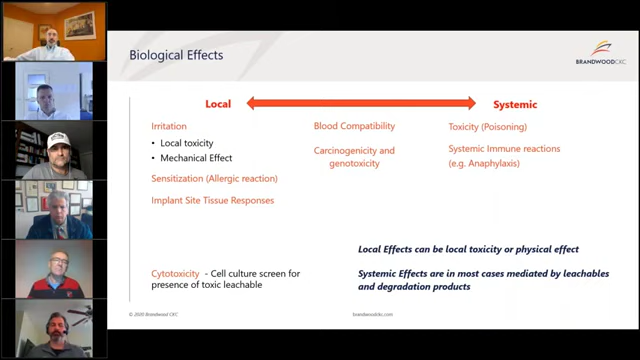 Biological Effects
BRANDWOODCKC
Local
Systemic
Irritation
• Local toxicity
• Mechanical Effect
Sensitization (Allergic reaction)
Implant Site Tissue Responses
Blood Compatibility
Carcinogenicity and
genotoxicity
Toxicity (Poisoning)
Systemic Immune reactions
(e.g. Anaphylaxis)
Local Effects can be local toxicity or physical effect
Cytotoxicity - Cell culture screen for
presence of toxic leachable
Systemic Effects are in most cases mediated by leachables
and degradation products
© 2020 Brandwood CKC
brandwoodckc.com